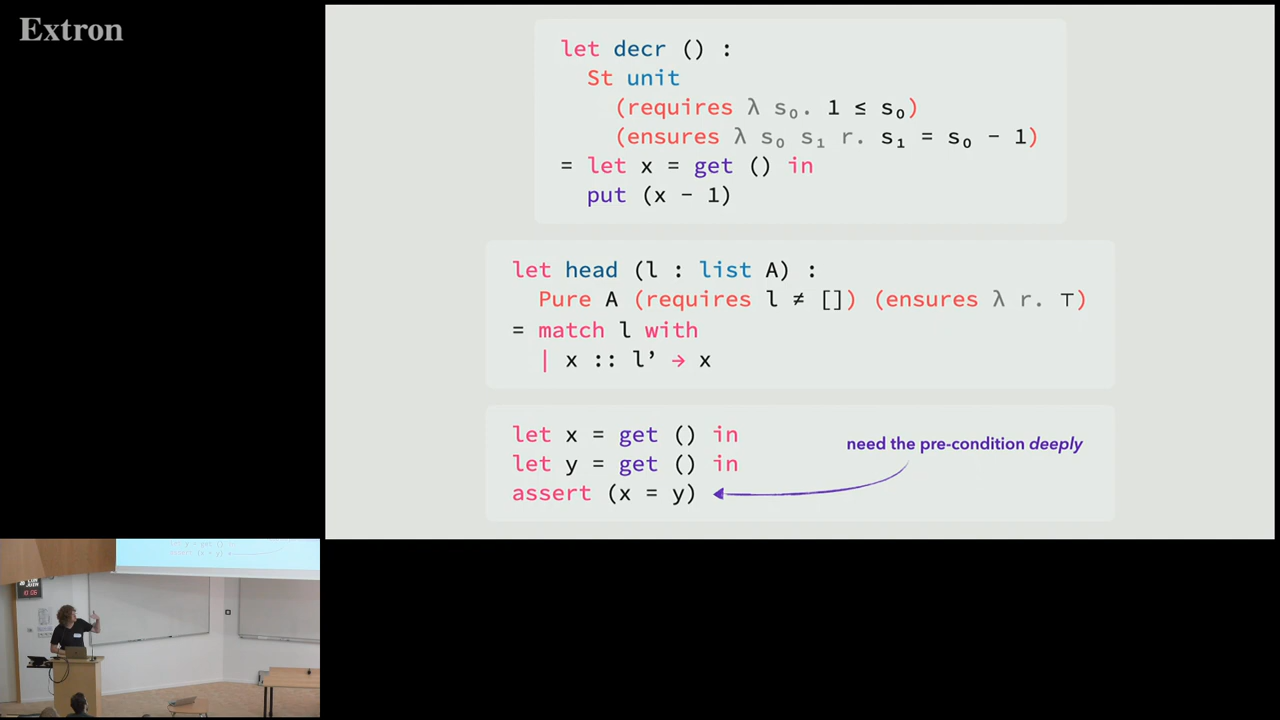 Extron
let decr () :
St unit
(requires λ s₀. 1 ≤ s₀)
(ensures λ s₀ s₁ r. s₁ = s₀ − 1)
= let x = get () in
put (x − 1)
let head (l : list A) :
Pure A (requires l ≠ []) (ensures λ r. ⊤)
= match l with
| x :: l’ → x
let x = get () in
let y = get () in
assert (x = y)
need the pre-condition deeply